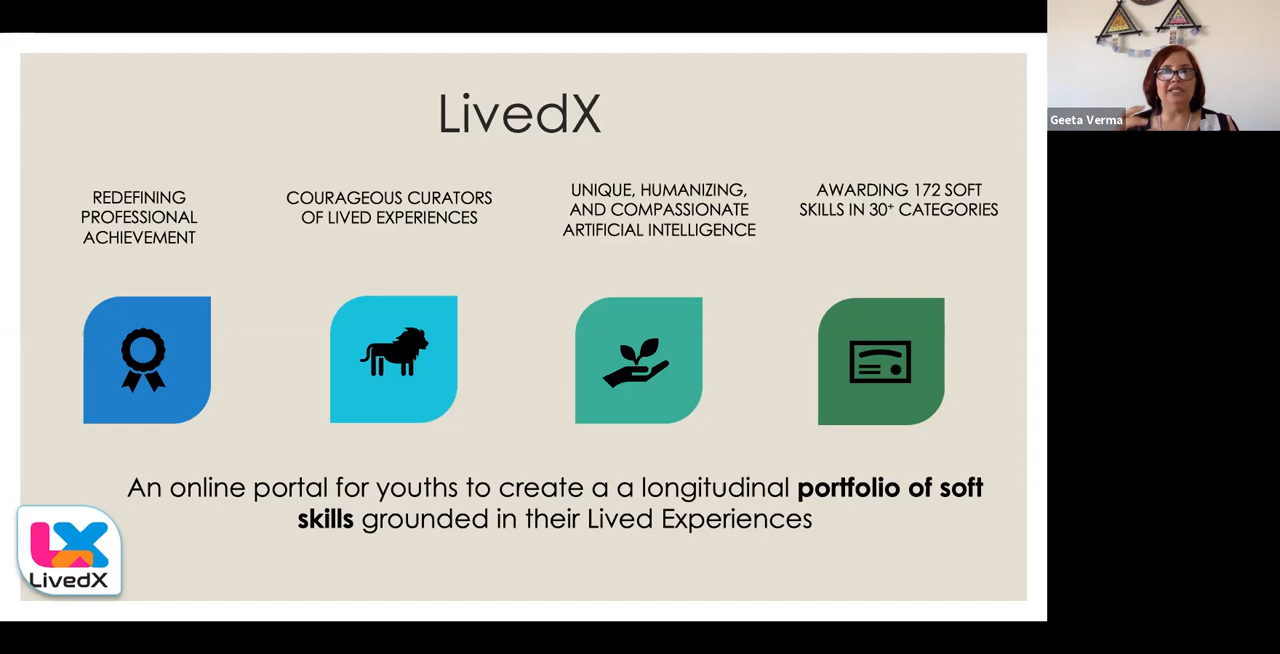 LivedX
REDEFINING
PROFESSIONAL
ACHIEVEMENT
COURAGEOUS CURATORS
OF LIVED EXPERIENCES
UNIQUE, HUMANIZING,
AND COMPASSIONATE
ARTIFICIAL INTELLIGENCE
AWARDING 172 SOFT
SKILLS IN 30⁺ CATEGORIES
An online portal for youths to create a a longitudinal portfolio of soft
skills grounded in their Lived Experiences
LX
LivedX
Geeta Verma